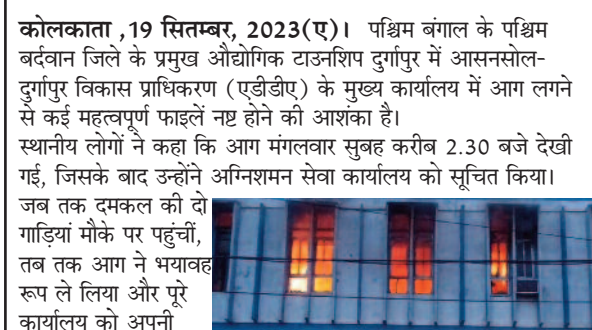 कोलकाता ,19 सितम्बर, 2023(ए)। पश्चिम बंगाल के पश्चिम
बर्दवान जिले के प्रमुख औद्योगिक टाउनशिप दुर्गापुर में आसनसोल-
दुर्गापुर विकास प्राधिकरण (एडीडीए) के मुख्य कार्यालय में आग लगने
से कई महत्वपूर्ण फाइलें नष्ट होने की आशंका है।
स्थानीय लोगों ने कहा कि आग मंगलवार सुबह करीब 2.30 बजे देखी
गई, जिसके बाद उन्होंने अग्निशमन सेवा कार्यालय को सूचित किया।
जब तक दमकल की दो
गाड़ियां मौके पर पहुंचीं,
तब तक आग ने भयावह
रूप ले लिया और पूरे
कार्यालय को अपनी